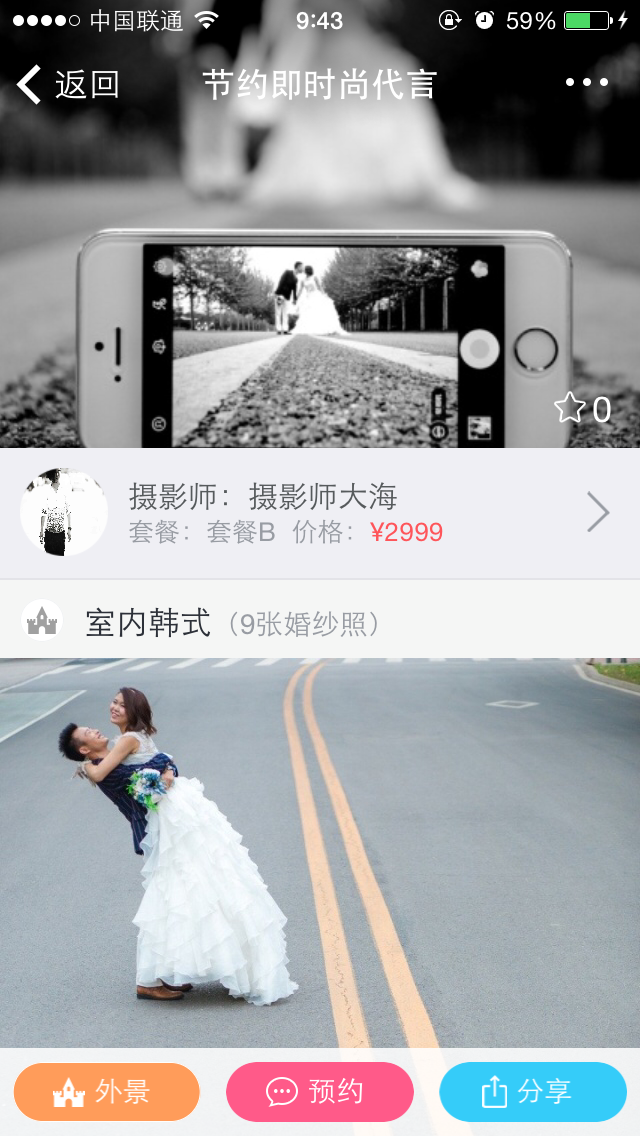 中国联通 9:43 59%
返回 节约即时尚代言
0
摄影师：摄影师大海
套餐：套餐B 价格：¥2999
室内韩式（9张婚纱照）
外景 预约 分享